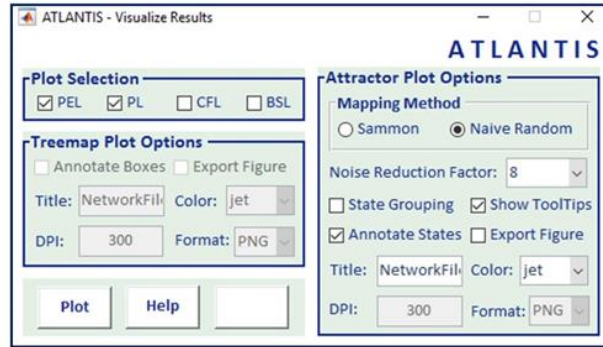 ATLANTIS - Visualize Results
ATLANTIS
Plot Selection
PEL PL CFL BSL
Treemap Plot Options
Annotate Boxes Export Figure
Title: NetworkFil Color: jet
DPI: 300 Format: PNG
Plot Help
Attractor Plot Options
Mapping Method
Sammon Naive Random
Noise Reduction Factor: 8
State Grouping Show ToolTips
Annotate States Export Figure
Title: NetworkFil Color: jet
DPI: 300 Format: PNG